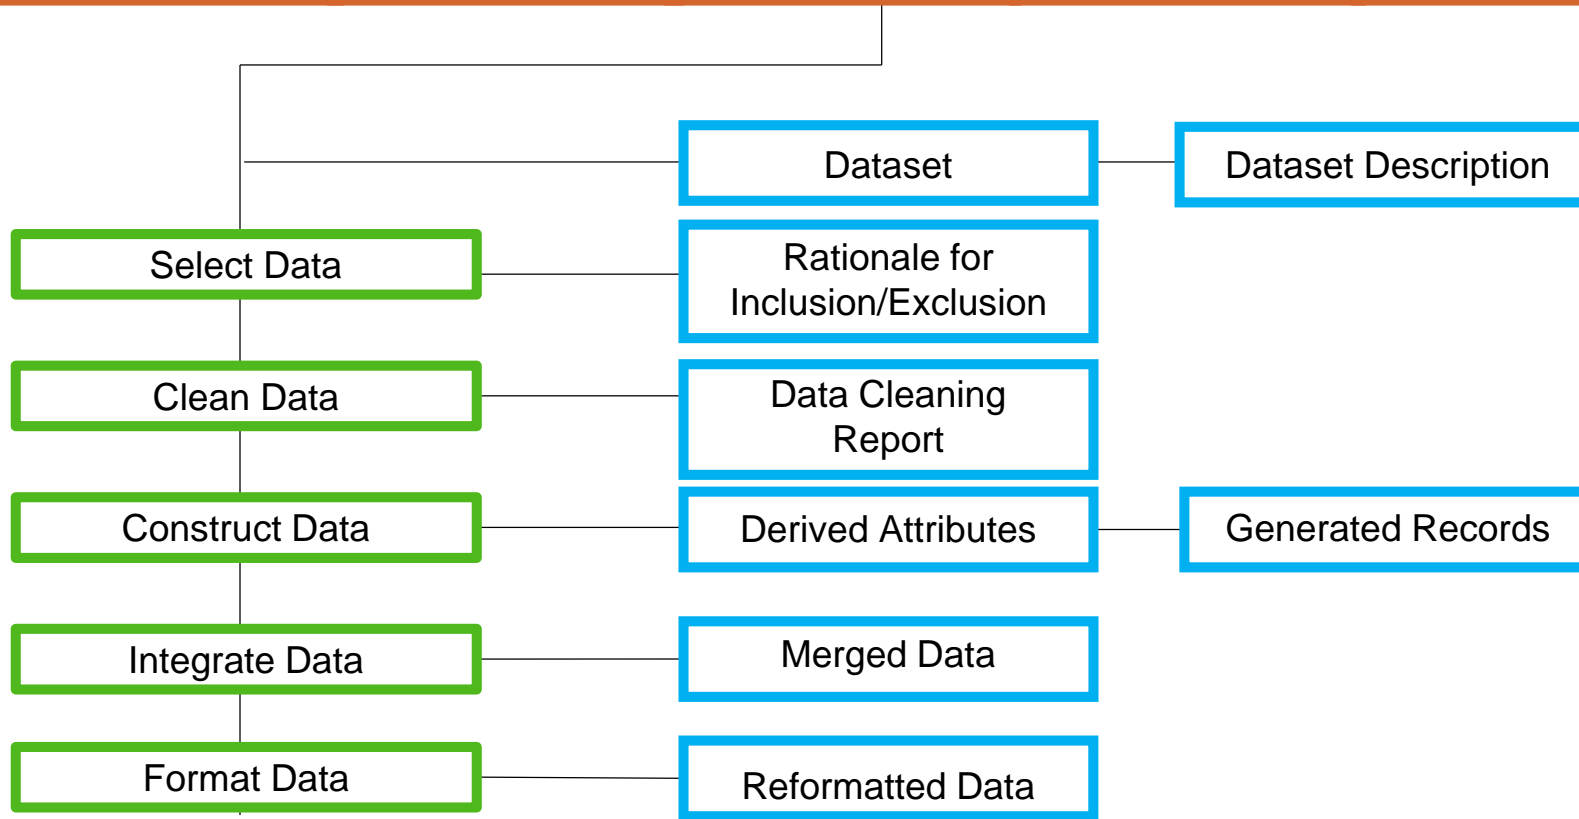 Dataset
Dataset Description
Select Data
Rationale for
Inclusion/Exclusion
Clean Data
Data Cleaning
Report
Construct Data
Derived Attributes
Generated Records
Integrate Data
Merged Data
Format Data
Reformatted Data